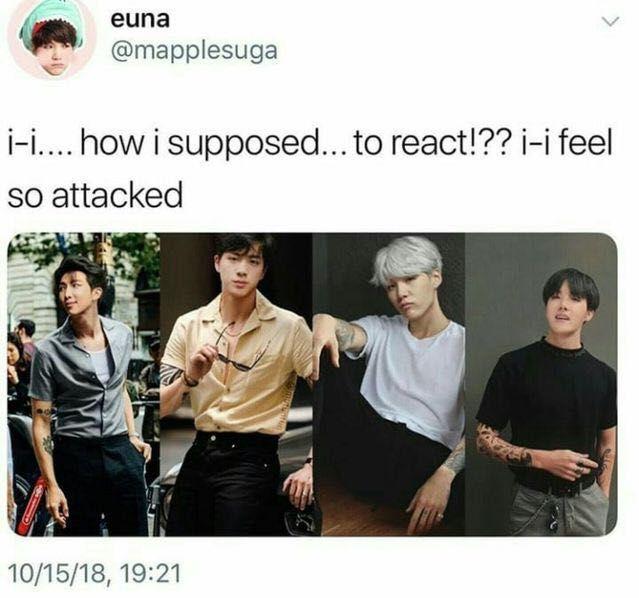 euna
@mapplesuga
i-i.... how i supposed... to react!?? i-i feel
so attacked
10/15/18, 19:21